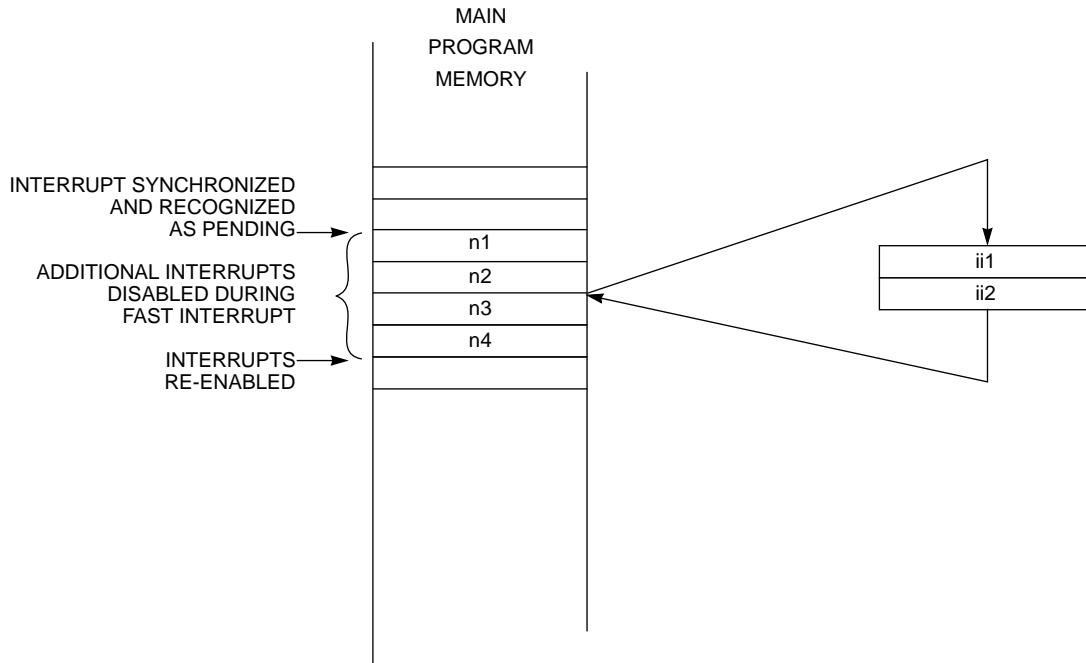 MAIN
PROGRAM
MEMORY
INTERRUPT SYNCHRONIZED
AND RECOGNIZED
AS PENDING
n1
ADDITIONAL INTERRUPTS
DISABLED DURING
FAST INTERRUPT
n2
n3
n4
INTERRUPTS
RE-ENABLED
ii1
ii2